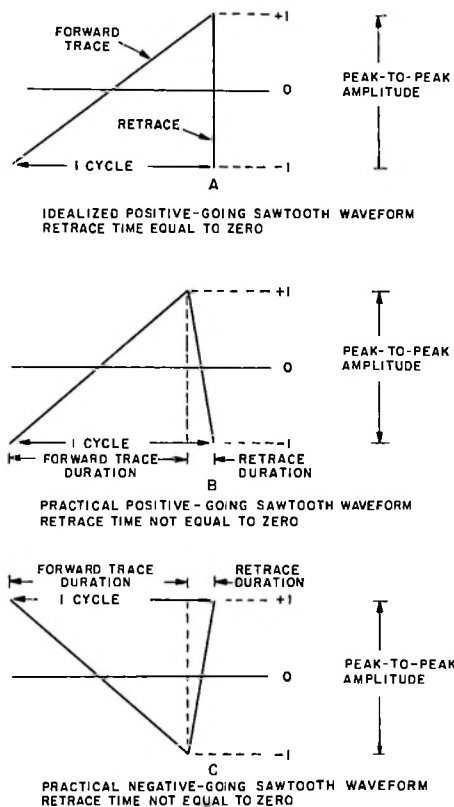 FORWARD
TRACE
+1
0
PEAK-TO-PEAK
AMPLITUDE
RETRACE
1 CYCLE
-1
A
IDEALIZED POSITIVE-GOING SAWTOOTH WAVEFORM
RETRACE TIME EQUAL TO ZERO
+1
PEAK-TO-PEAK
AMPLITUDE
0
1 CYCLE
-1
FORWARD TRACE
DURATION
RETRACE
DURATION
B
PRACTICAL POSITIVE-GOING SAWTOOTH WAVEFORM
RETRACE TIME NOT EQUAL TO ZERO
FORWARD TRACE
DURATION
RETRACE
DURATION
1 CYCLE
+1
PEAK-TO-PEAK
AMPLITUDE
0
-1
C
PRACTICAL NEGATIVE-GOING SAWTOOTH WAVEFORM
RETRACE TIME NOT EQUAL TO ZERO